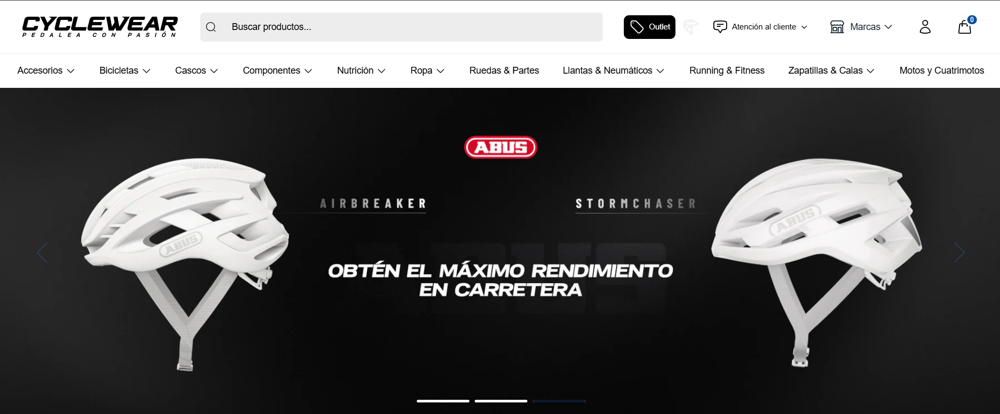 CYCLEWEAR
PEDALEA CON PASIÓN
Buscar productos...
Outlet
Atención al cliente
Marcas
0
Accesorios
Bicicletas
Cascos
Componentes
Nutrición
Ropa
Ruedas & Partes
Llantas & Neumáticos
Running & Fitness
Zapatillas & Calas
Motos y Cuatrimotos
ABUS
AIRBREAKER
STORMCHASER
ABUS
ABUS
ABUS
OBTÉN EL MÁXIMO RENDIMIENTO
EN CARRETERA